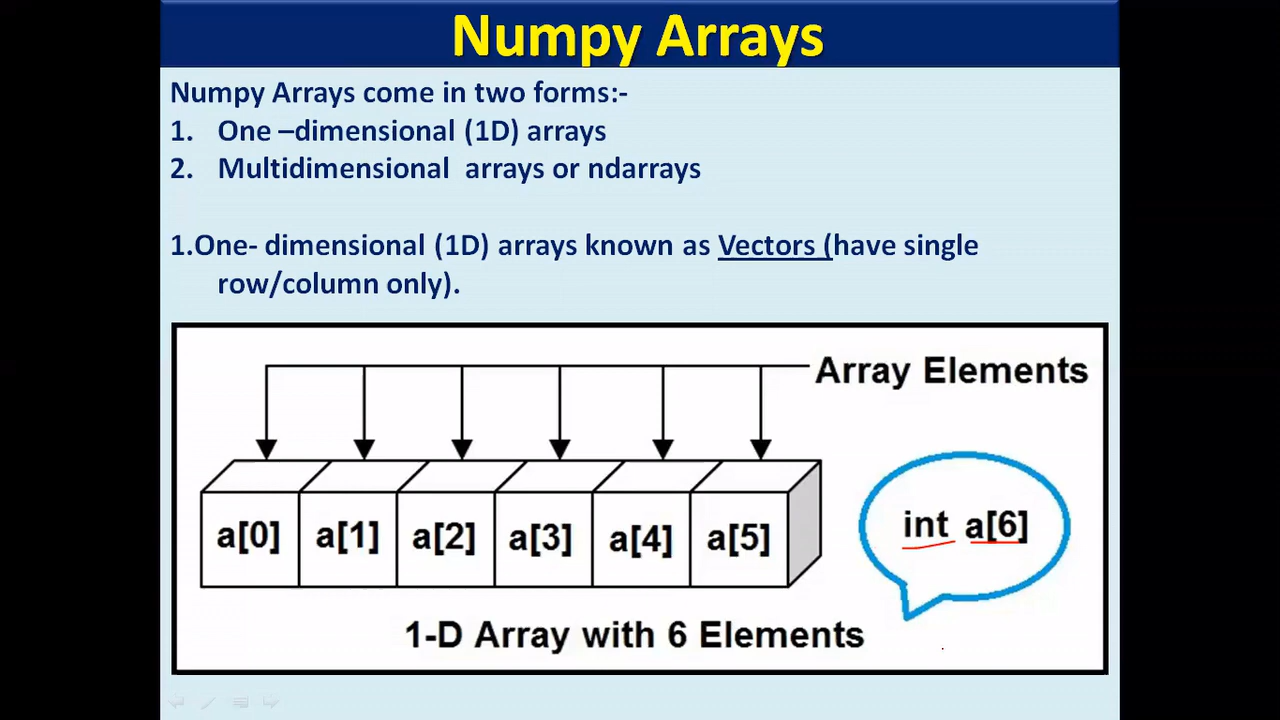 Numpy Arrays
Numpy Arrays come in two forms:-
1. One –dimensional (1D) arrays
2. Multidimensional arrays or ndarrays
1.One- dimensional (1D) arrays known as Vectors (have single
row/column only).
Array Elements
a[0] a[1] a[2] a[3] a[4] a[5]
int a[6]
1-D Array with 6 Elements